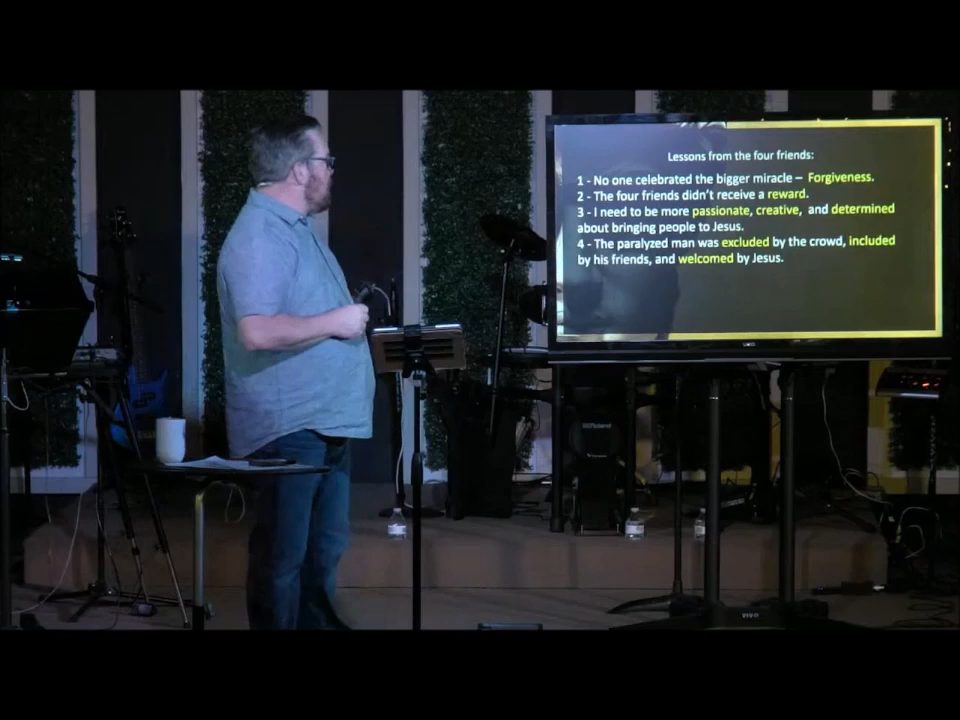 Lessons from the four friends:
1 - No one celebrated the bigger miracle – Forgiveness.
2 - The four friends didn't receive a reward.
3 - I need to be more passionate, creative, and determined
about bringing people to Jesus.
4 - The paralyzed man was excluded by the crowd, included
by his friends, and welcomed by Jesus.
Roland
VIVO